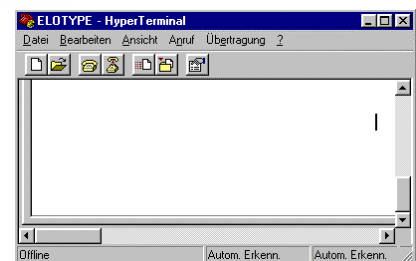 ELOTYPE - HyperTerminal
Datei Bearbeiten Ansicht Anruf Übertragung ?
Offline Autom. Erkenn. Autom. Erkenn.